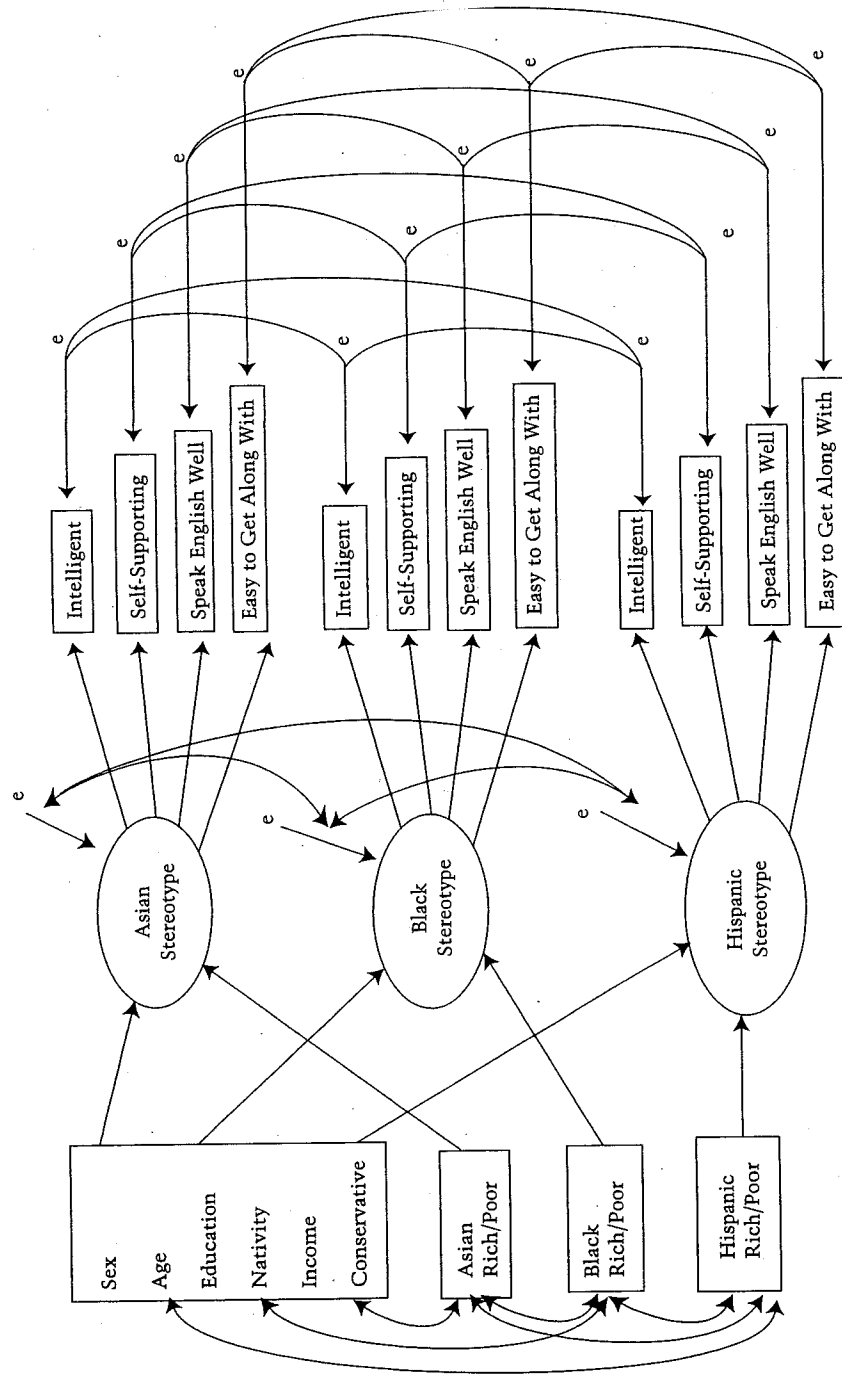 Sex
Age
Education
Nativity
Income
Conservative
Asian
Rich/Poor
Black
Rich/Poor
Hispanic
Rich/Poor
e
Asian
Stereotype
e
Black
Stereotype
e
Hispanic
Stereotype
Intelligent
Self-Supporting
Speak English Well
Easy to Get Along With
Intelligent
Self-Supporting
Speak English Well
Easy to Get Along With
Intelligent
Self-Supporting
Speak English Well
Easy to Get Along With
e
e
e
e
e
e
e
e
e
e
e
e